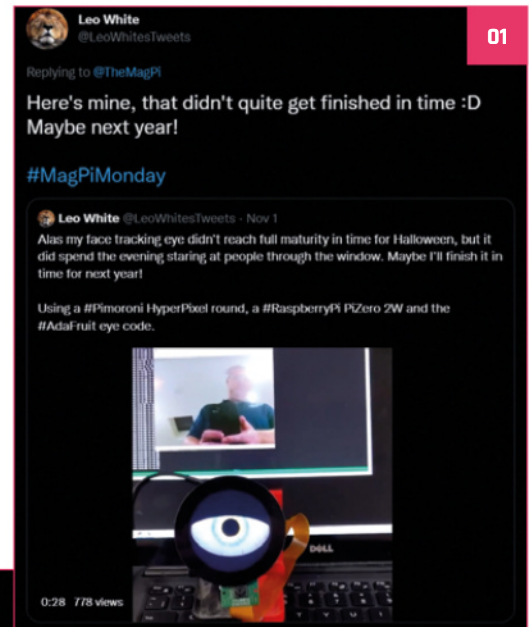 Leo White
@LeoWhitesTweets
01
Replying to @TheMagPi
Here's mine, that didn't quite get finished in time :D
Maybe next year!
#MagPiMonday
Leo White @LeoWhitesTweets · Nov 1
Alas my face tracking eye didn't reach full maturity in time for Halloween, but it
did spend the evening staring at people through the window. Maybe I'll finish it in
time for next year!
Using a #Pimoroni HyperPixel round, a #RaspberryPi PiZero 2W and the
#AdaFruit eye code.
DELL
0:28 778 views